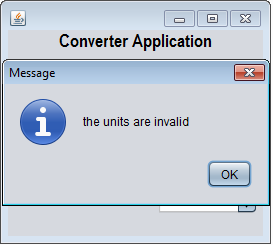 Converter Application
Message
the units are invalid
OK